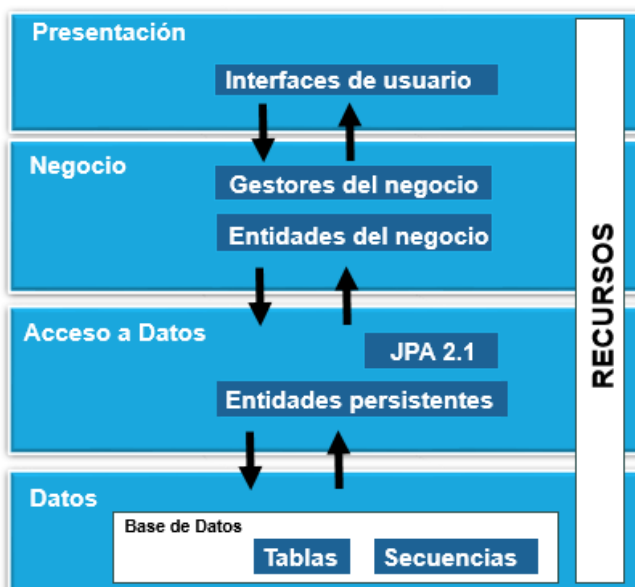 Presentación
Interfaces de usuario
Negocio
Gestores del negocio
Entidades del negocio
Acceso a Datos
JPA 2.1
Entidades persistentes
Datos
Base de Datos
Tablas
Secuencias
RECURSOS